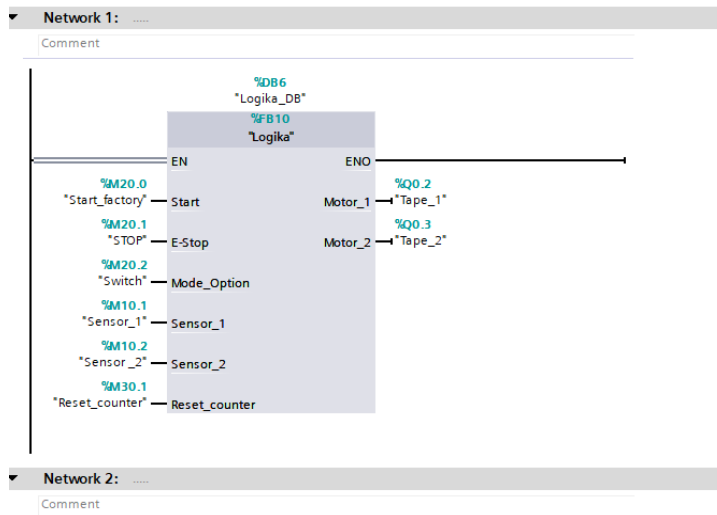 Network 1: .....
Comment
%DB6
"Logika_DB"
%FB10
"Logika"
EN ENO
%M20.0 %Q0.2
"Start_factory" Start Motor_1 "Tape_1"
%M20.1 %Q0.3
"STOP" E-Stop Motor_2 "Tape_2"
%M20.2
"Switch" Mode_Option
%M10.1
"Sensor_1" Sensor_1
%M10.2
"Sensor _2" Sensor_2
%M30.1
"Reset_counter" Reset_counter
Network 2: .....
Comment